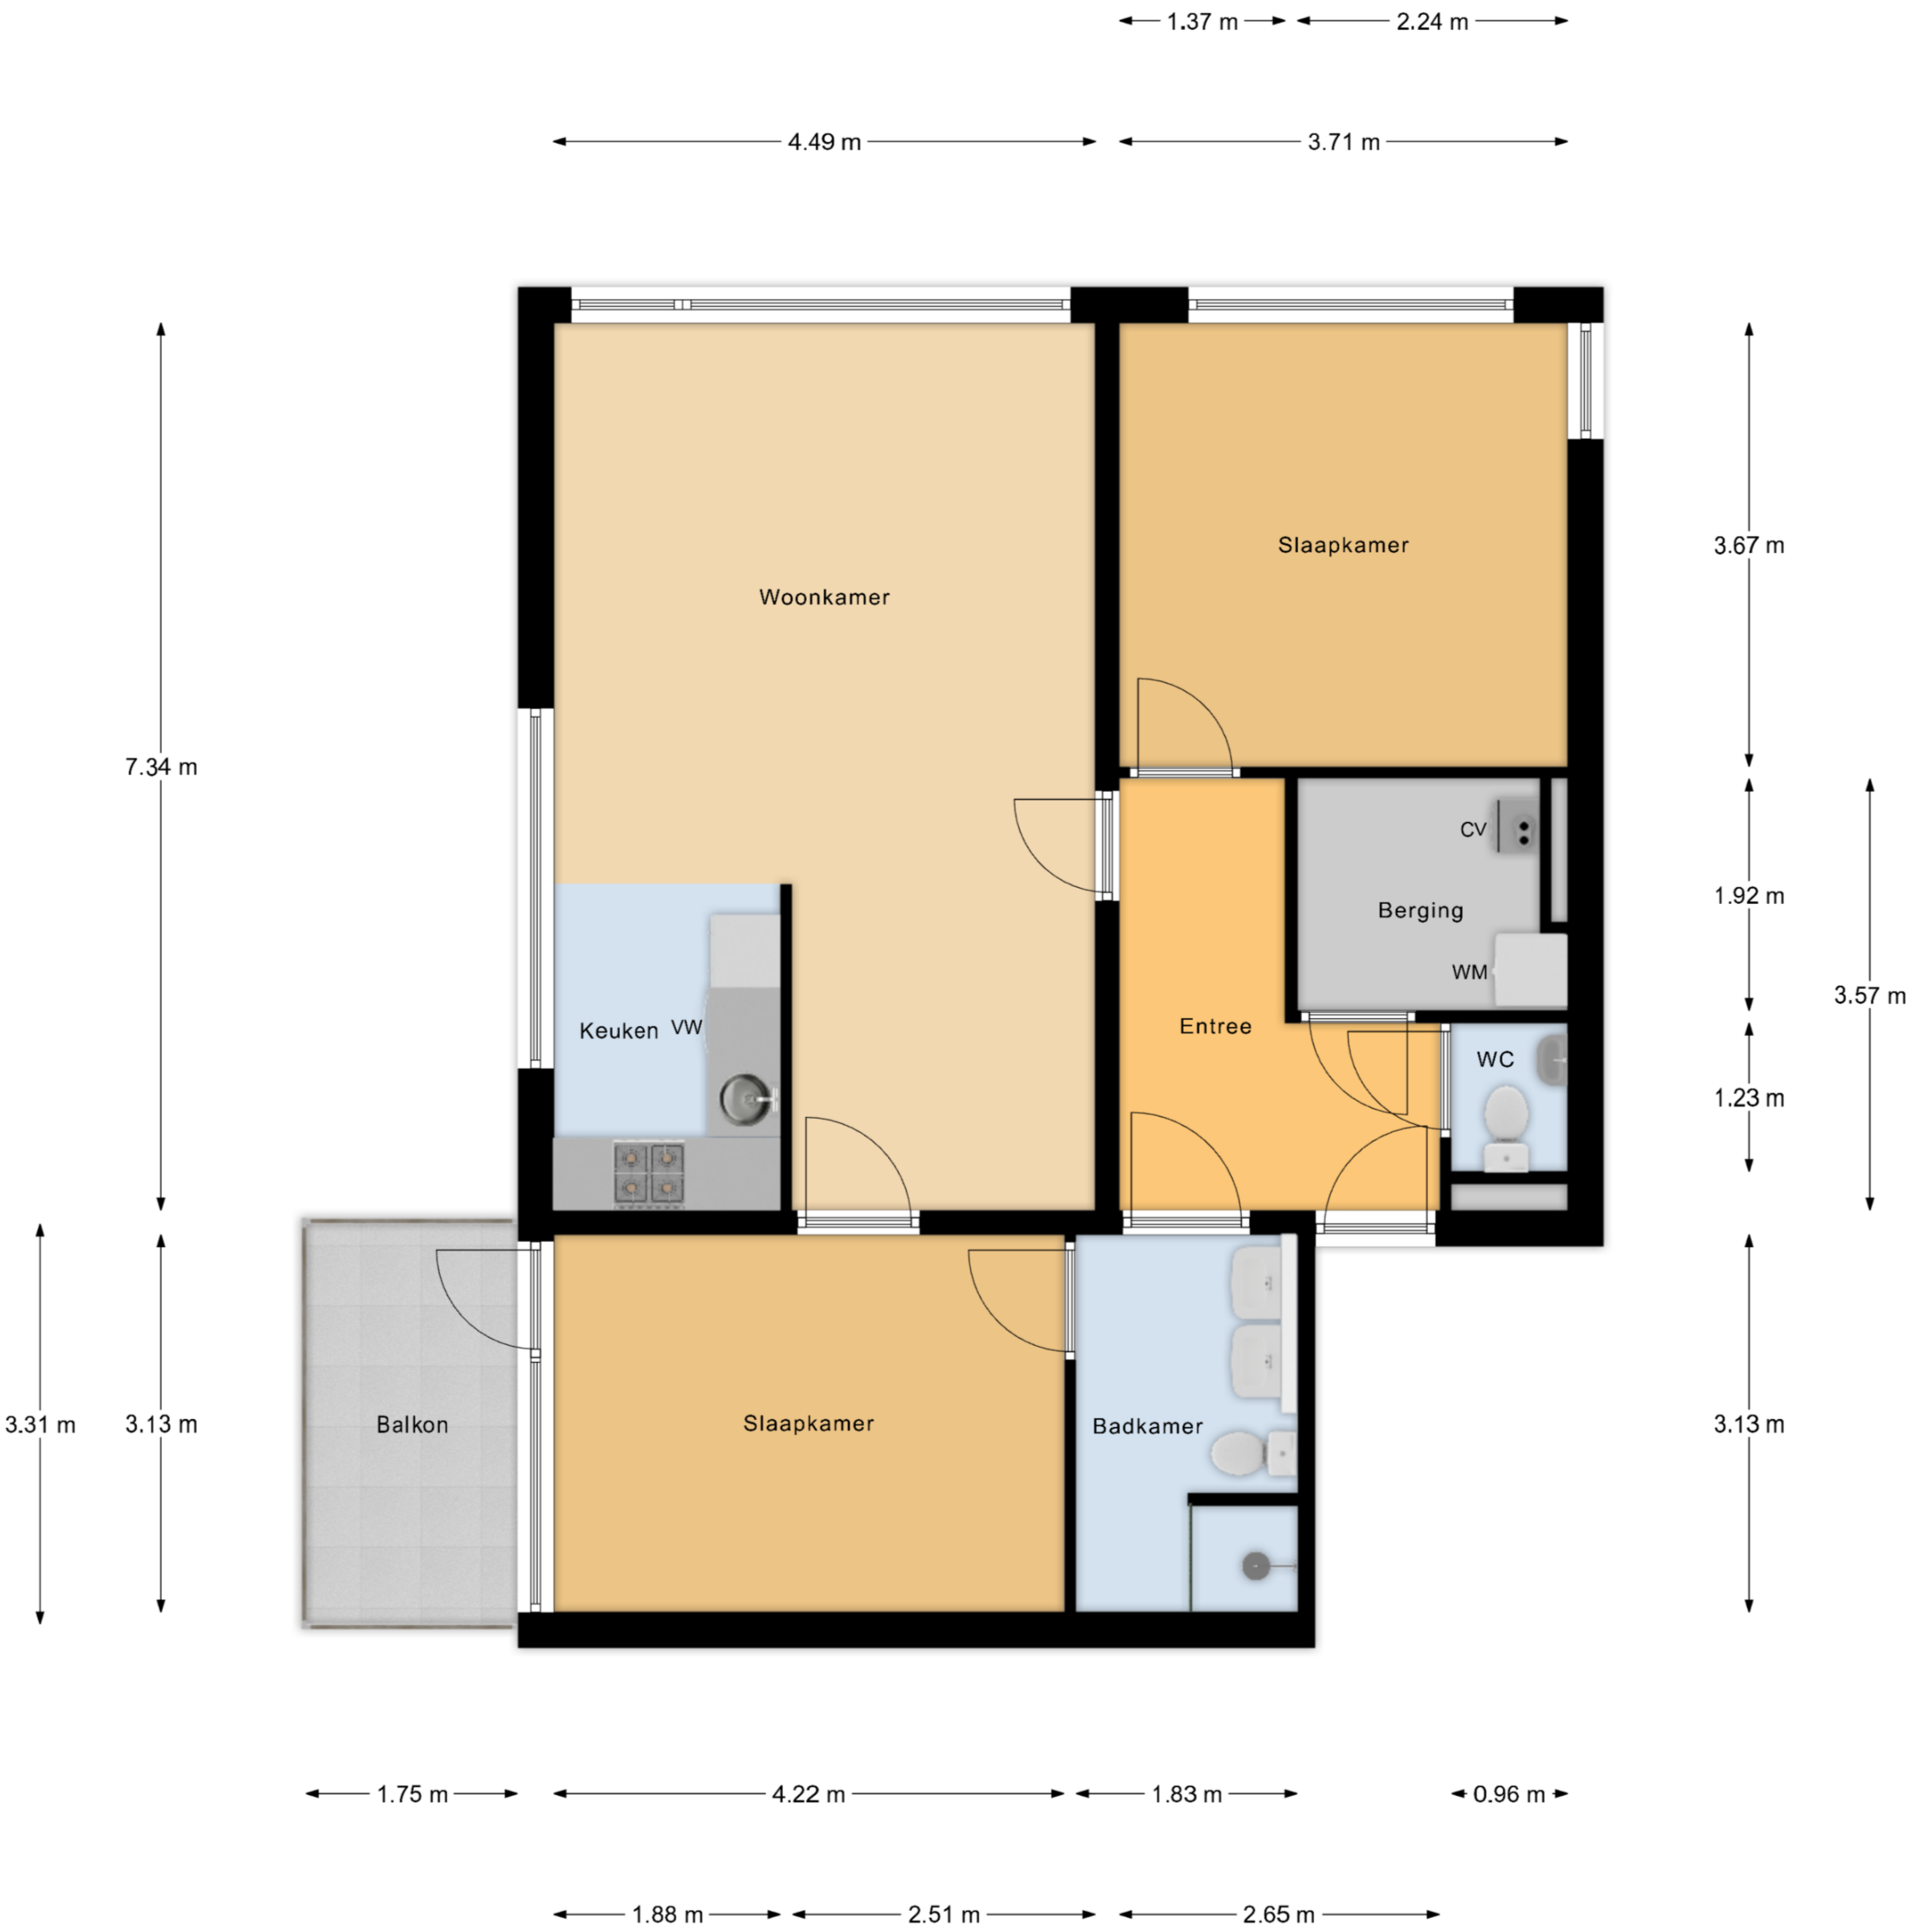 1.37 m
2.24 m
4.49 m
3.71 m
Slaapkamer
3.67 m
Woonkamer
7.34 m
CV
1.92 m
Berging
WM
3.57 m
Entree
Keuken
VW
WC
1.23 m
3.31 m
3.13 m
Balkon
Slaapkamer
Badkamer
3.13 m
1.75 m
4.22 m
1.83 m
0.96 m
1.88 m
2.51 m
2.65 m